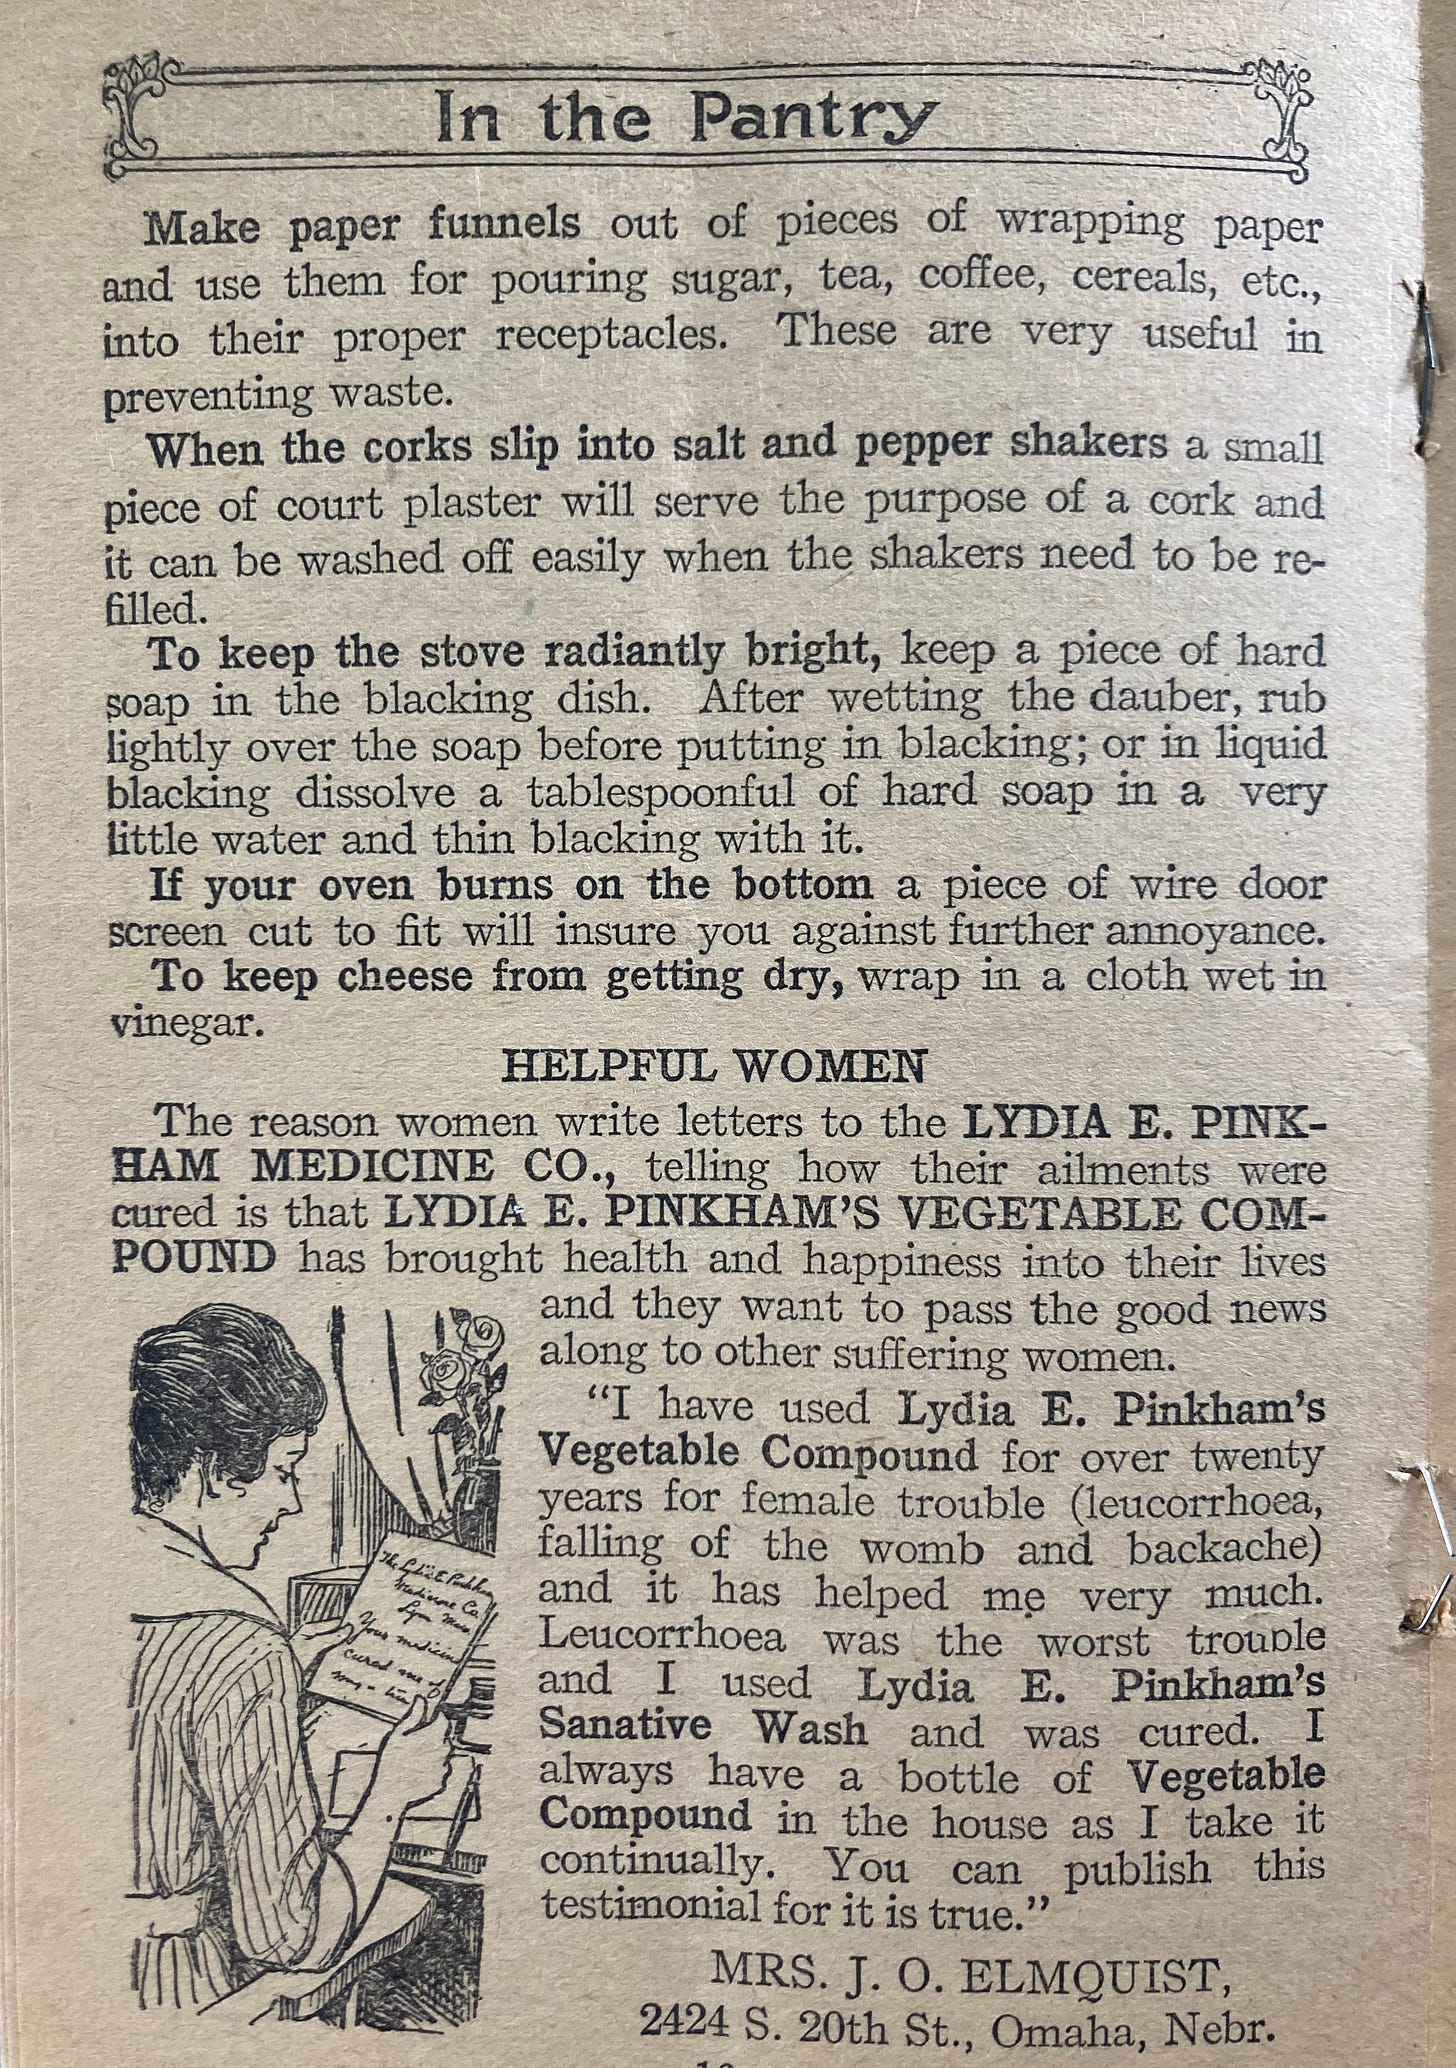 In the Pantry
Make paper funnels out of pieces of wrapping paper
and use them for pouring sugar, tea, coffee, cereals, etc.,
into their proper receptacles. These are very useful in
preventing waste.
When the corks slip into salt and pepper shakers a small
piece of court plaster will serve the purpose of a cork and
it can be washed off easily when the shakers need to be re-
filled.
To keep the stove radiantly bright, keep a piece of hard
soap in the blacking dish. After wetting the dauber, rub
lightly over the soap before putting in blacking; or in liquid
blacking dissolve a tablespoonful of hard soap in a very
little water and thin blacking with it.
If your oven burns on the bottom a piece of wire door
screen cut to fit will insure you against further annoyance.
To keep cheese from getting dry, wrap in a cloth wet in
vinegar.
HELPFUL WOMEN
The reason women write letters to the LYDIA E. PINK-
HAM MEDICINE CO., telling how their ailments were
cured is that LYDIA E. PINKHAM'S VEGETABLE COM-
POUND has brought health and happiness into their lives
and they want to pass the good news
along to other suffering women.
"I have used Lydia E. Pinkham's
Vegetable Compound for over twenty
years for female trouble (leucorrhoea,
falling of the womb and backache)
and it has helped me very much.
Leucorrhoea was the worst trouble
and I used Lydia E. Pinkham's
Sanative Wash and was cured. I
always have a bottle of Vegetable
Compound in the house as I take it
continually. You can publish this
testimonial for it is true."
MRS. J. O. ELMQUIST,
2424 S. 20th St., Omaha, Nebr.
The Lydia E Pinkham
Medicine Co
Lynn Mass
Your medicine
cured me of
my